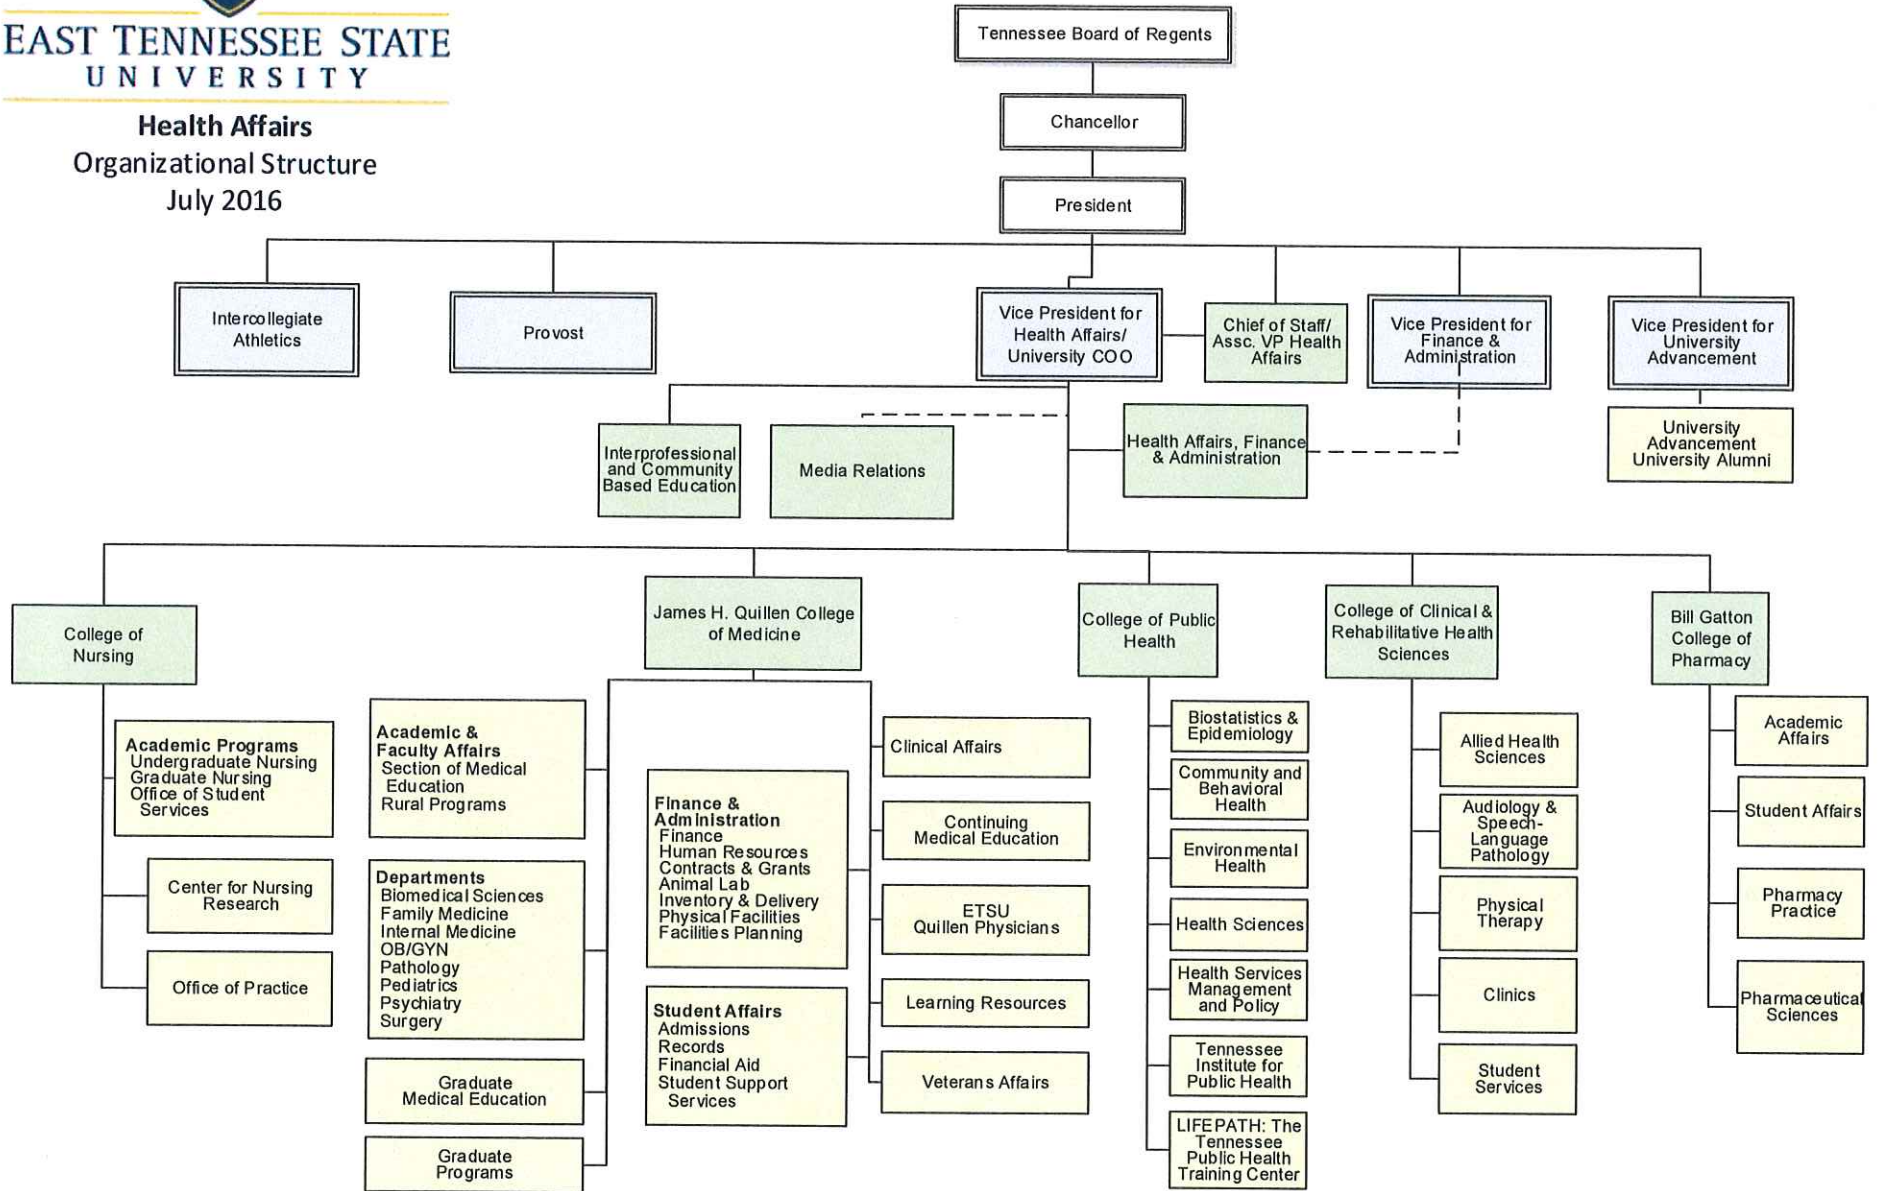 EAST TENNESSEE STATE
UNIVERSITY
Health Affairs
Organizational Structure
July 2016
Tennessee Board of Regents
Chancellor
President
Intercollegiate
Athletics
Provost
Vice President for
Health Affairs/
University COO
Chief of Staff/
Assc. VP Health
Affairs
Vice President for
Finance &
Administration
Vice President for
University
Advancement
Interprofessional
and Community
Based Education
Media Relations
Health Affairs, Finance
& Administration
University
Advancement
University Alumni
College of
Nursing
James H. Quillen College
of Medicine
College of Public
Health
College of Clinical &
Rehabilitative Health
Sciences
Bill Gatton
College of
Pharmacy
Academic Programs
Undergraduate Nursing
Graduate Nursing
Office of Student
Services
Center for Nursing
Research
Office of Practice
Academic &
Faculty Affairs
Section of Medical
Education
Rural Programs
Departments
Biomedical Sciences
Family Medicine
Internal Medicine
OB/GYN
Pathology
Pediatrics
Psychiatry
Surgery
Graduate
Medical Education
Graduate
Programs
Finance &
Administration
Finance
Human Resources
Contracts & Grants
Animal Lab
Inventory & Delivery
Physical Facilities
Facilities Planning
Student Affairs
Admissions
Records
Financial Aid
Student Support
Services
Clinical Affairs
Continuing
Medical Education
ETSU
Quillen Physicians
Learning Resources
Veterans Affairs
Biostatistics &
Epidemiology
Community and
Behavioral
Health
Environmental
Health
Health Sciences
Health Services
Management
and Policy
Tennessee
Institute for
Public Health
LIFEPATH: The
Tennessee
Public Health
Training Center
Allied Health
Sciences
Audiology &
Speech-
Language
Pathology
Physical
Therapy
Clinics
Student
Services
Academic
Affairs
Student Affairs
Pharmacy
Practice
Pharmaceutical
Sciences